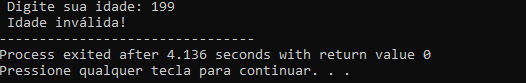 Digite sua idade: 199
Idade inválida!
--------------------------------
Process exited after 4.136 seconds with return value 0
Pressione qualquer tecla para continuar. . .